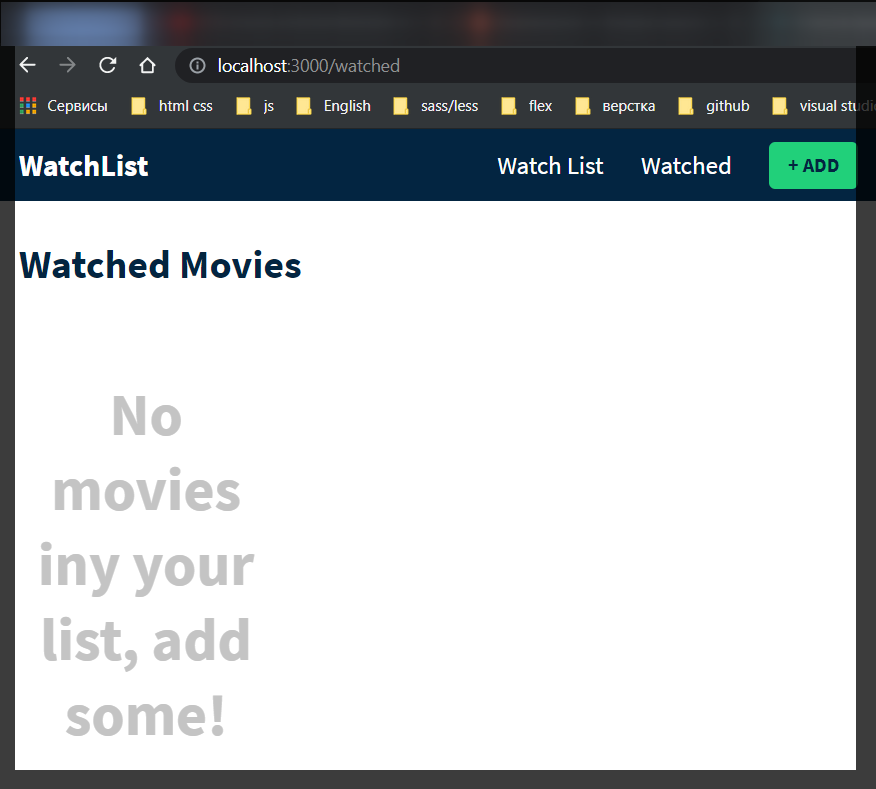 localhost:3000/watched
Сервисы html css js English sass/less flex верстка github visual studio
WatchList Watch List Watched + ADD
Watched Movies
No
movies
iny your
list, add
some!